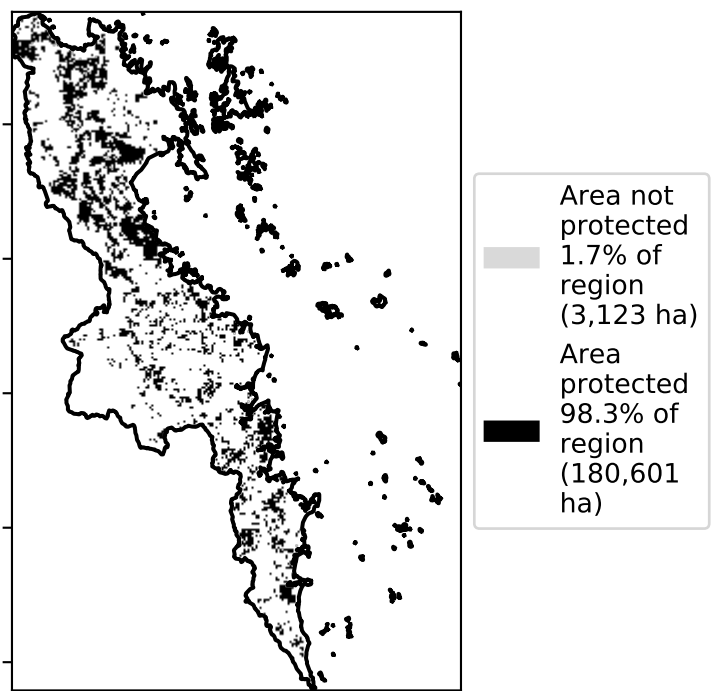 Area not
protected
1.7% of
region
(3,123 ha)
Area
protected
98.3% of
region
(180,601
ha)